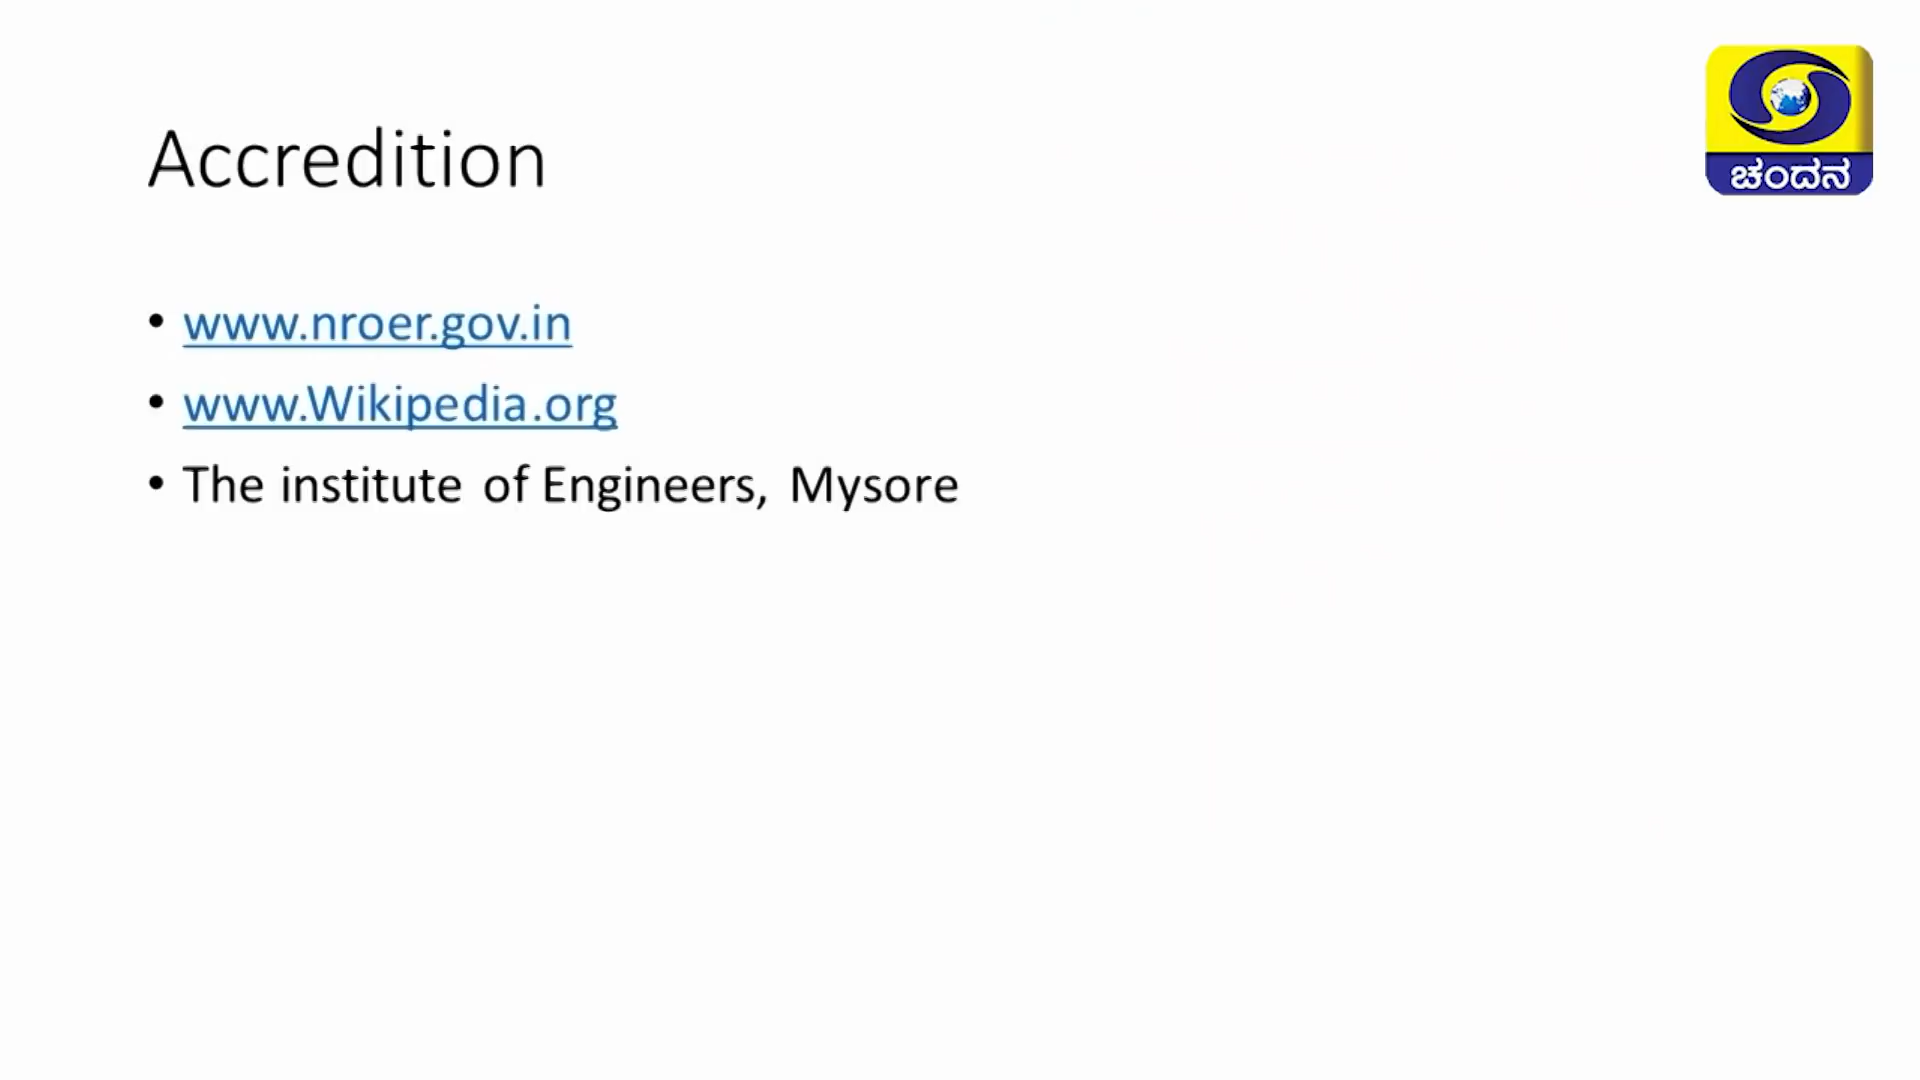 ಚಂದನ
Accredition
• www.nroer.gov.in
• www.Wikipedia.org
• The institute of Engineers, Mysore